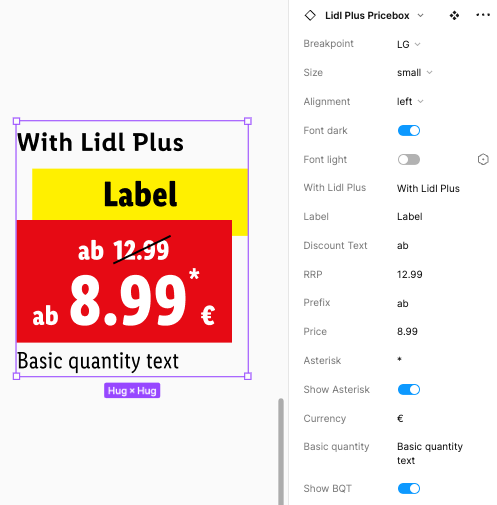 Lidl Plus Pricebox
Breakpoint LG
Size small
Alignment left
Font dark
Font light
With Lidl Plus With Lidl Plus
Label Label
Discount Text ab
RRP 12.99
Prefix ab
Price 8.99
Asterisk *
Show Asterisk
Currency €
Basic quantity Basic quantity
text
Show BQT
With Lidl Plus
Label
ab 12.99
ab 8.99* €
Basic quantity text
Hug × Hug